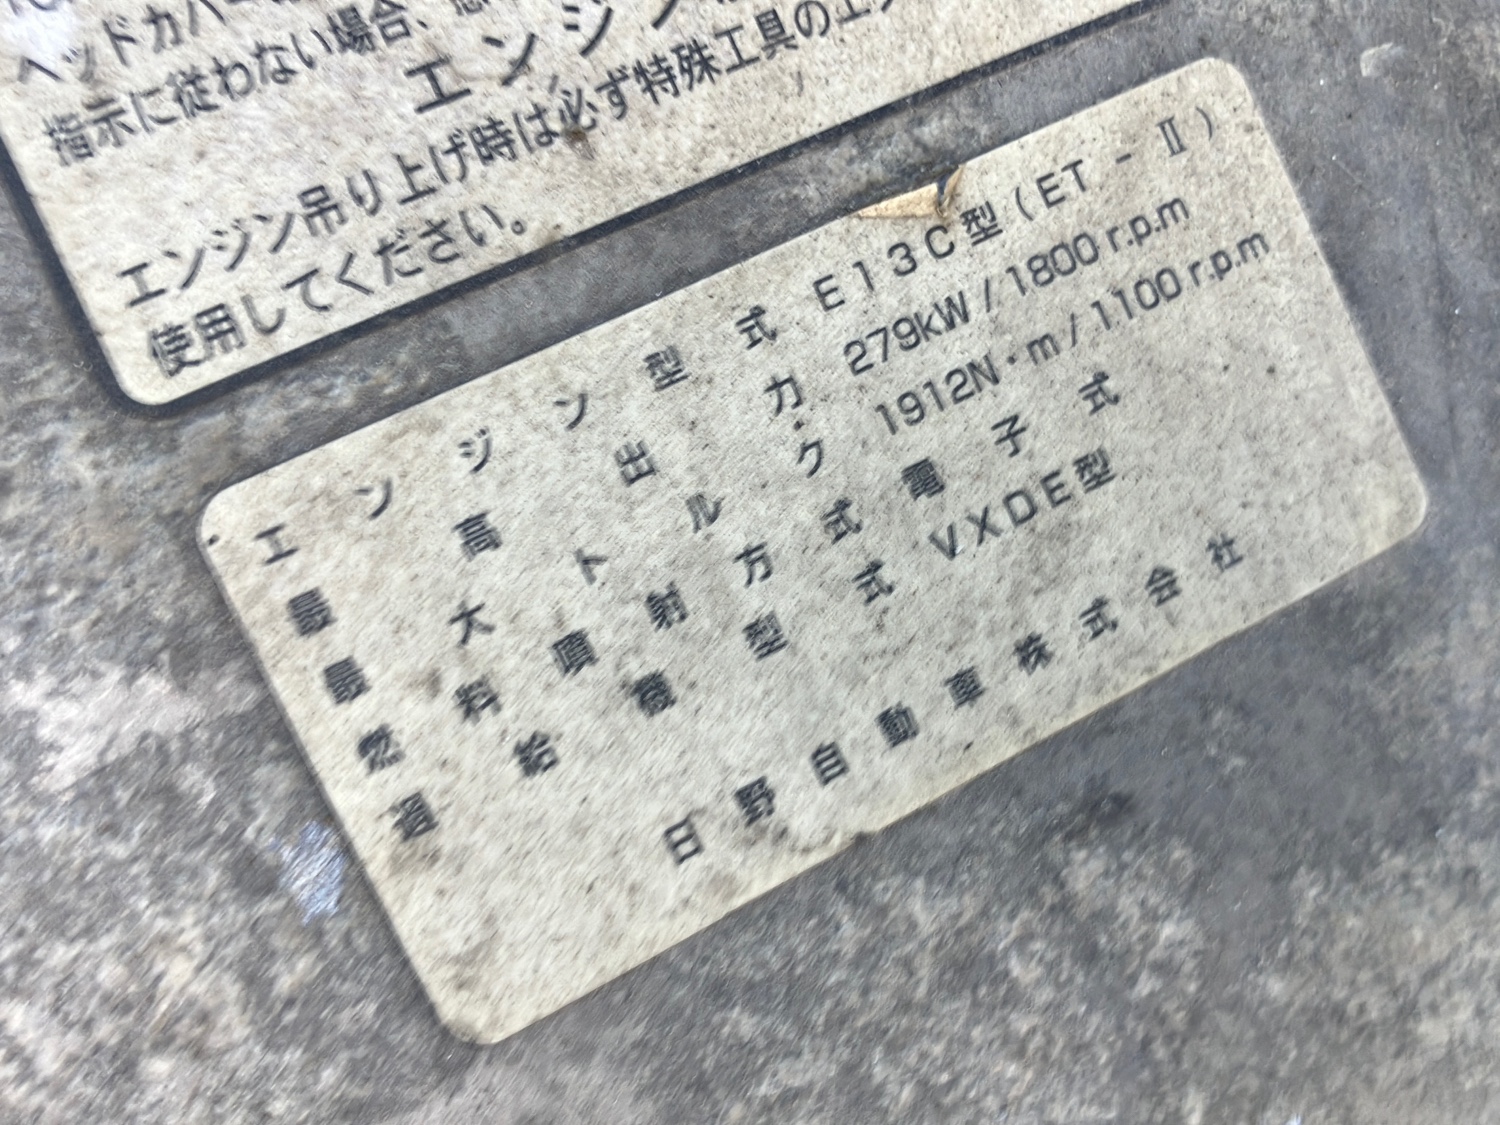 ヘッドカバー
指示に従わない場合、
エンジン
エンジン吊り上げ時は必ず特殊工具のエン
使用してください。
エンジン型式 E13C型(ET-Ⅱ)
最高出力 279kW/1800r.p.m
最大トルク 1912N・m/1100r.p.m
燃料噴射方式 電子式
過給機型式 VXDE型
日野自動車株式会社